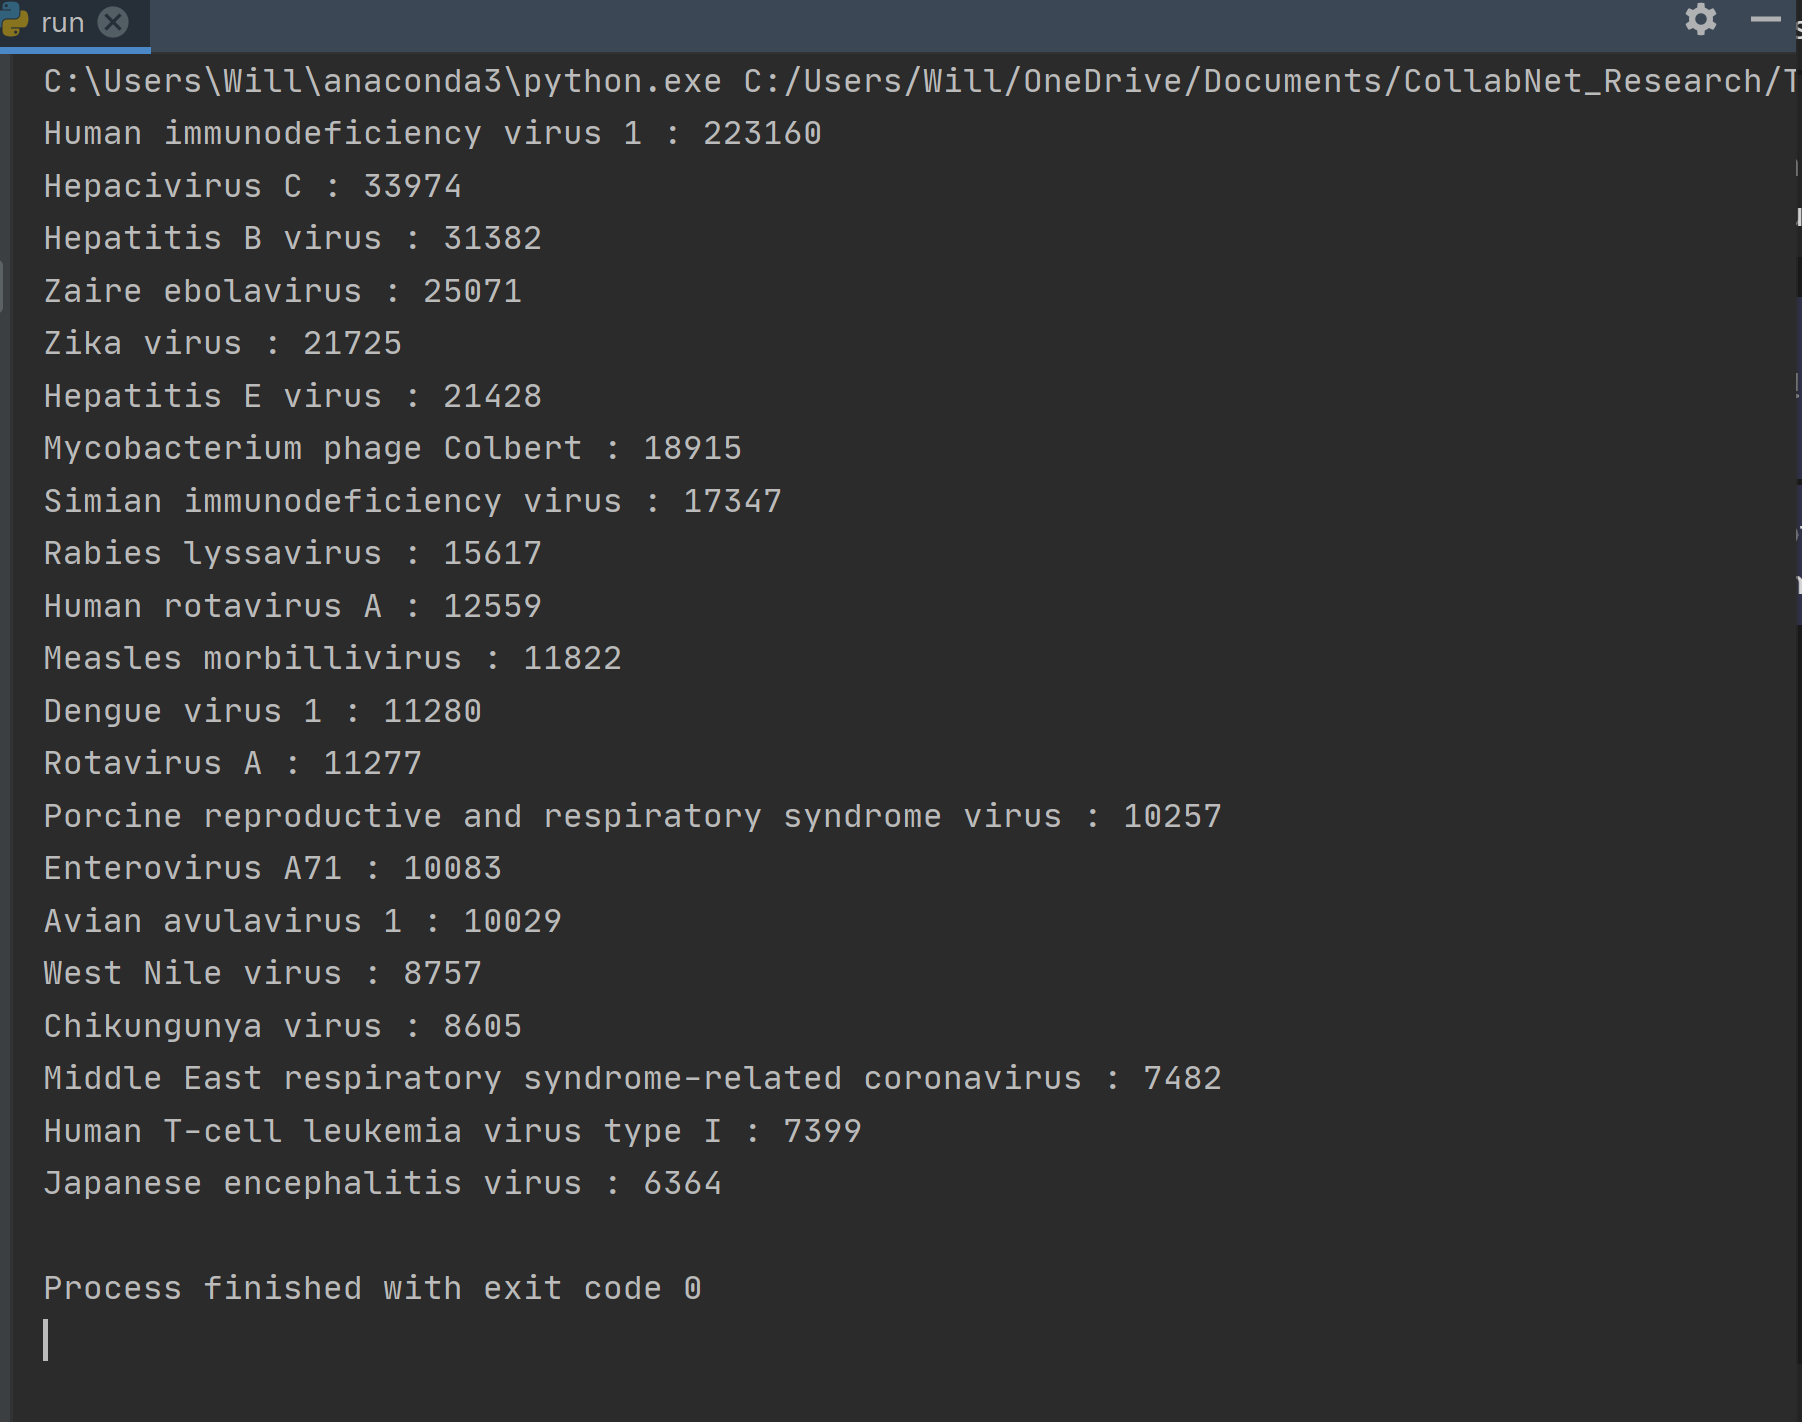 run
C:\Users\Will\anaconda3\python.exe C:/Users/Will/OneDrive/Documents/CollabNet_Research/T
Human immunodeficiency virus 1 : 223160
Hepacivirus C : 33974
Hepatitis B virus : 31382
Zaire ebolavirus : 25071
Zika virus : 21725
Hepatitis E virus : 21428
Mycobacterium phage Colbert : 18915
Simian immunodeficiency virus : 17347
Rabies lyssavirus : 15617
Human rotavirus A : 12559
Measles morbillivirus : 11822
Dengue virus 1 : 11280
Rotavirus A : 11277
Porcine reproductive and respiratory syndrome virus : 10257
Enterovirus A71 : 10083
Avian avulavirus 1 : 10029
West Nile virus : 8757
Chikungunya virus : 8605
Middle East respiratory syndrome-related coronavirus : 7482
Human T-cell leukemia virus type I : 7399
Japanese encephalitis virus : 6364
Process finished with exit code 0